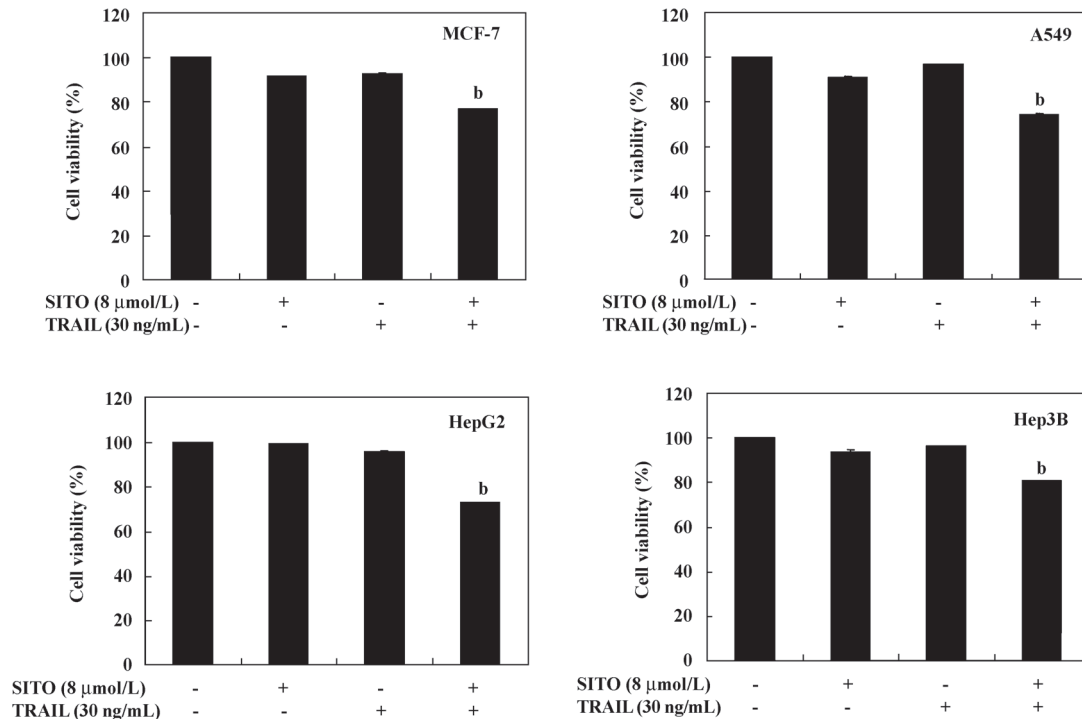 120
MCF-7
100
b
80
60
40
20
0
Cell viability (%)
SITO (8 μmol/L) - + - +
TRAIL (30 ng/mL) - - + +
120
A549
100
b
80
60
40
20
0
Cell viability (%)
SITO (8 μmol/L) - + - +
TRAIL (30 ng/mL) - - + +
120
HepG2
100
b
80
60
40
20
0
Cell viability (%)
SITO (8 μmol/L) - + - +
TRAIL (30 ng/mL) - - + +
120
Hep3B
100
b
80
60
40
20
0
Cell viability (%)
SITO (8 μmol/L) - + - +
TRAIL (30 ng/mL) - - + +